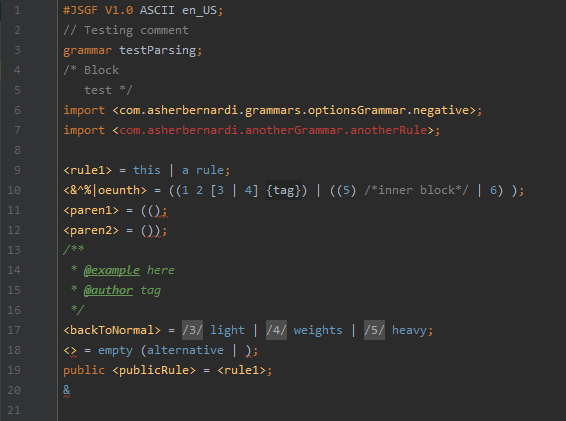 1 #JSGF V1.0 ASCII en_US;
2 // Testing comment
3 grammar testParsing;
4 /* Block
5    test */
6 import <com.asherbernardi.grammars.optionsGrammar.negative>;
7 import <com.asherbernardi.anotherGrammar.anotherRule>;
8
9 <rule1> = this | a rule;
10 <&^%|oeunth> = ((1 2 [3 | 4] {tag}) | ((5) /*inner block*/ | 6) );
11 <paren1> = (();
12 <paren2> = ());
13 /**
14  * @example here
15  * @author tag
16  */
17 <backToNormal> = /3/ light | /4/ weights | /5/ heavy;
18 <> = empty (alternative | );
19 public <publicRule> = <rule1>;
20 &
21